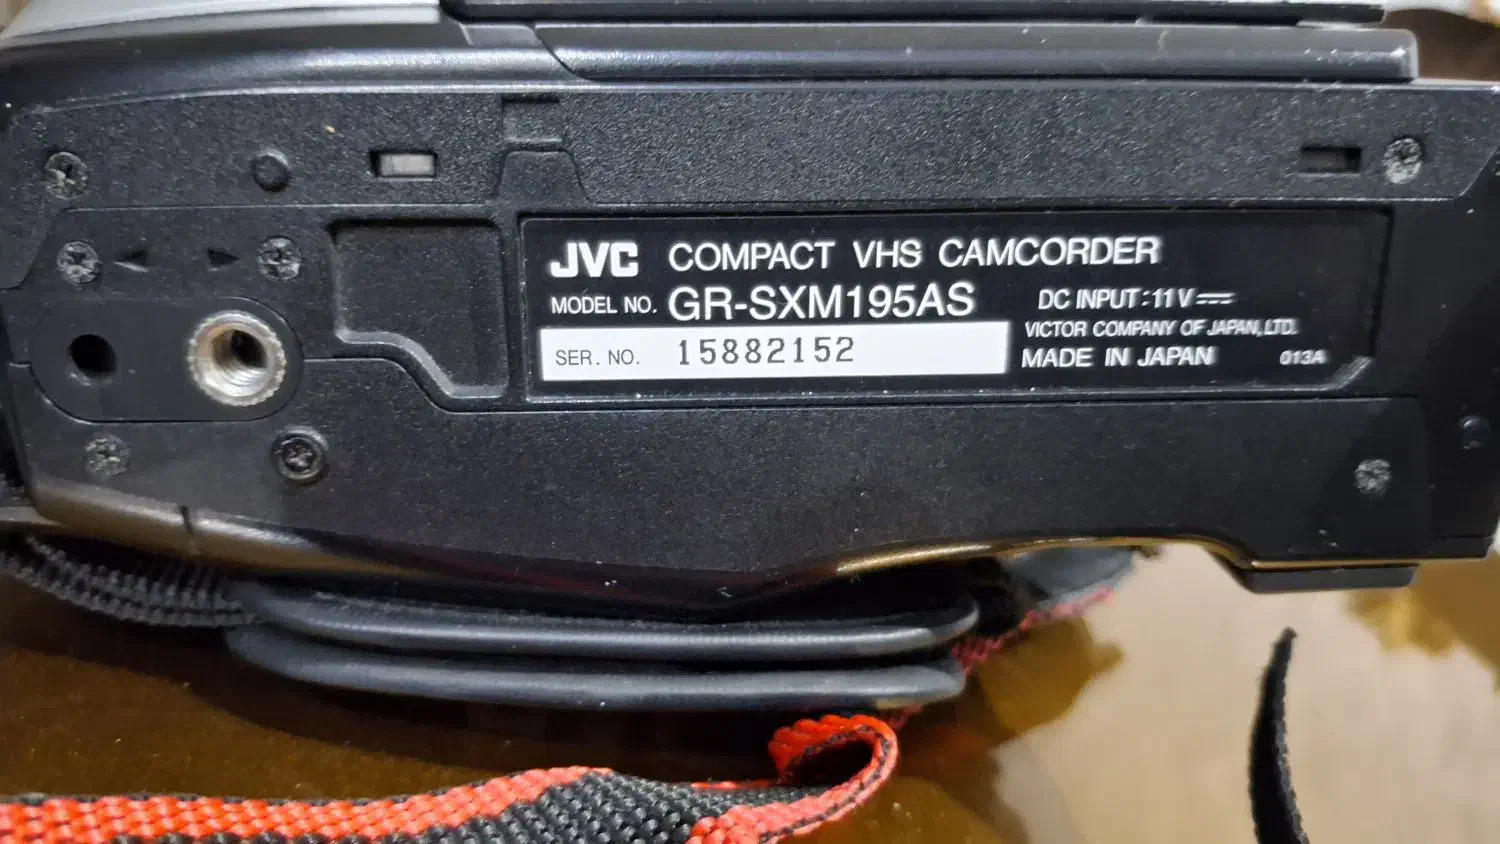 JVC COMPACT VHS CAMCORDER
MODEL NO. GR-SXM195AS
DC INPUT:11V⎓
SER. NO. 15882152
VICTOR COMPANY OF JAPAN,LTD.
MADE IN JAPAN 013A